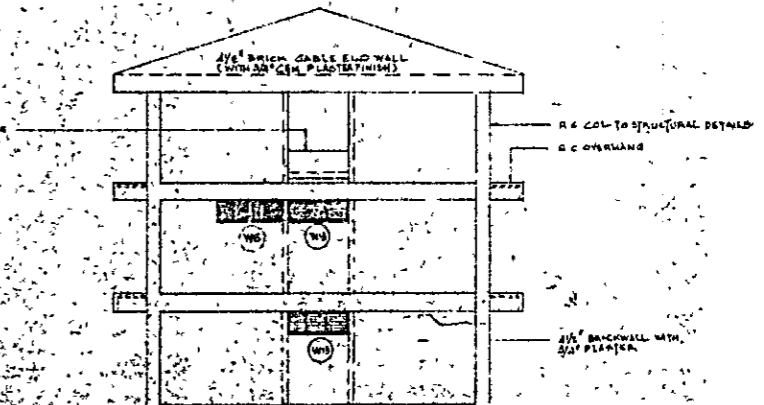 4½" BRICK GABLE END WALL
(WITH 3/4" CEM PLASTER FINISH)
R C COL TO STRUCTURAL DETAILS
R C OVERHANG
W5
W4
W13
4½" BRICKWALL WITH
3/4" PLASTER